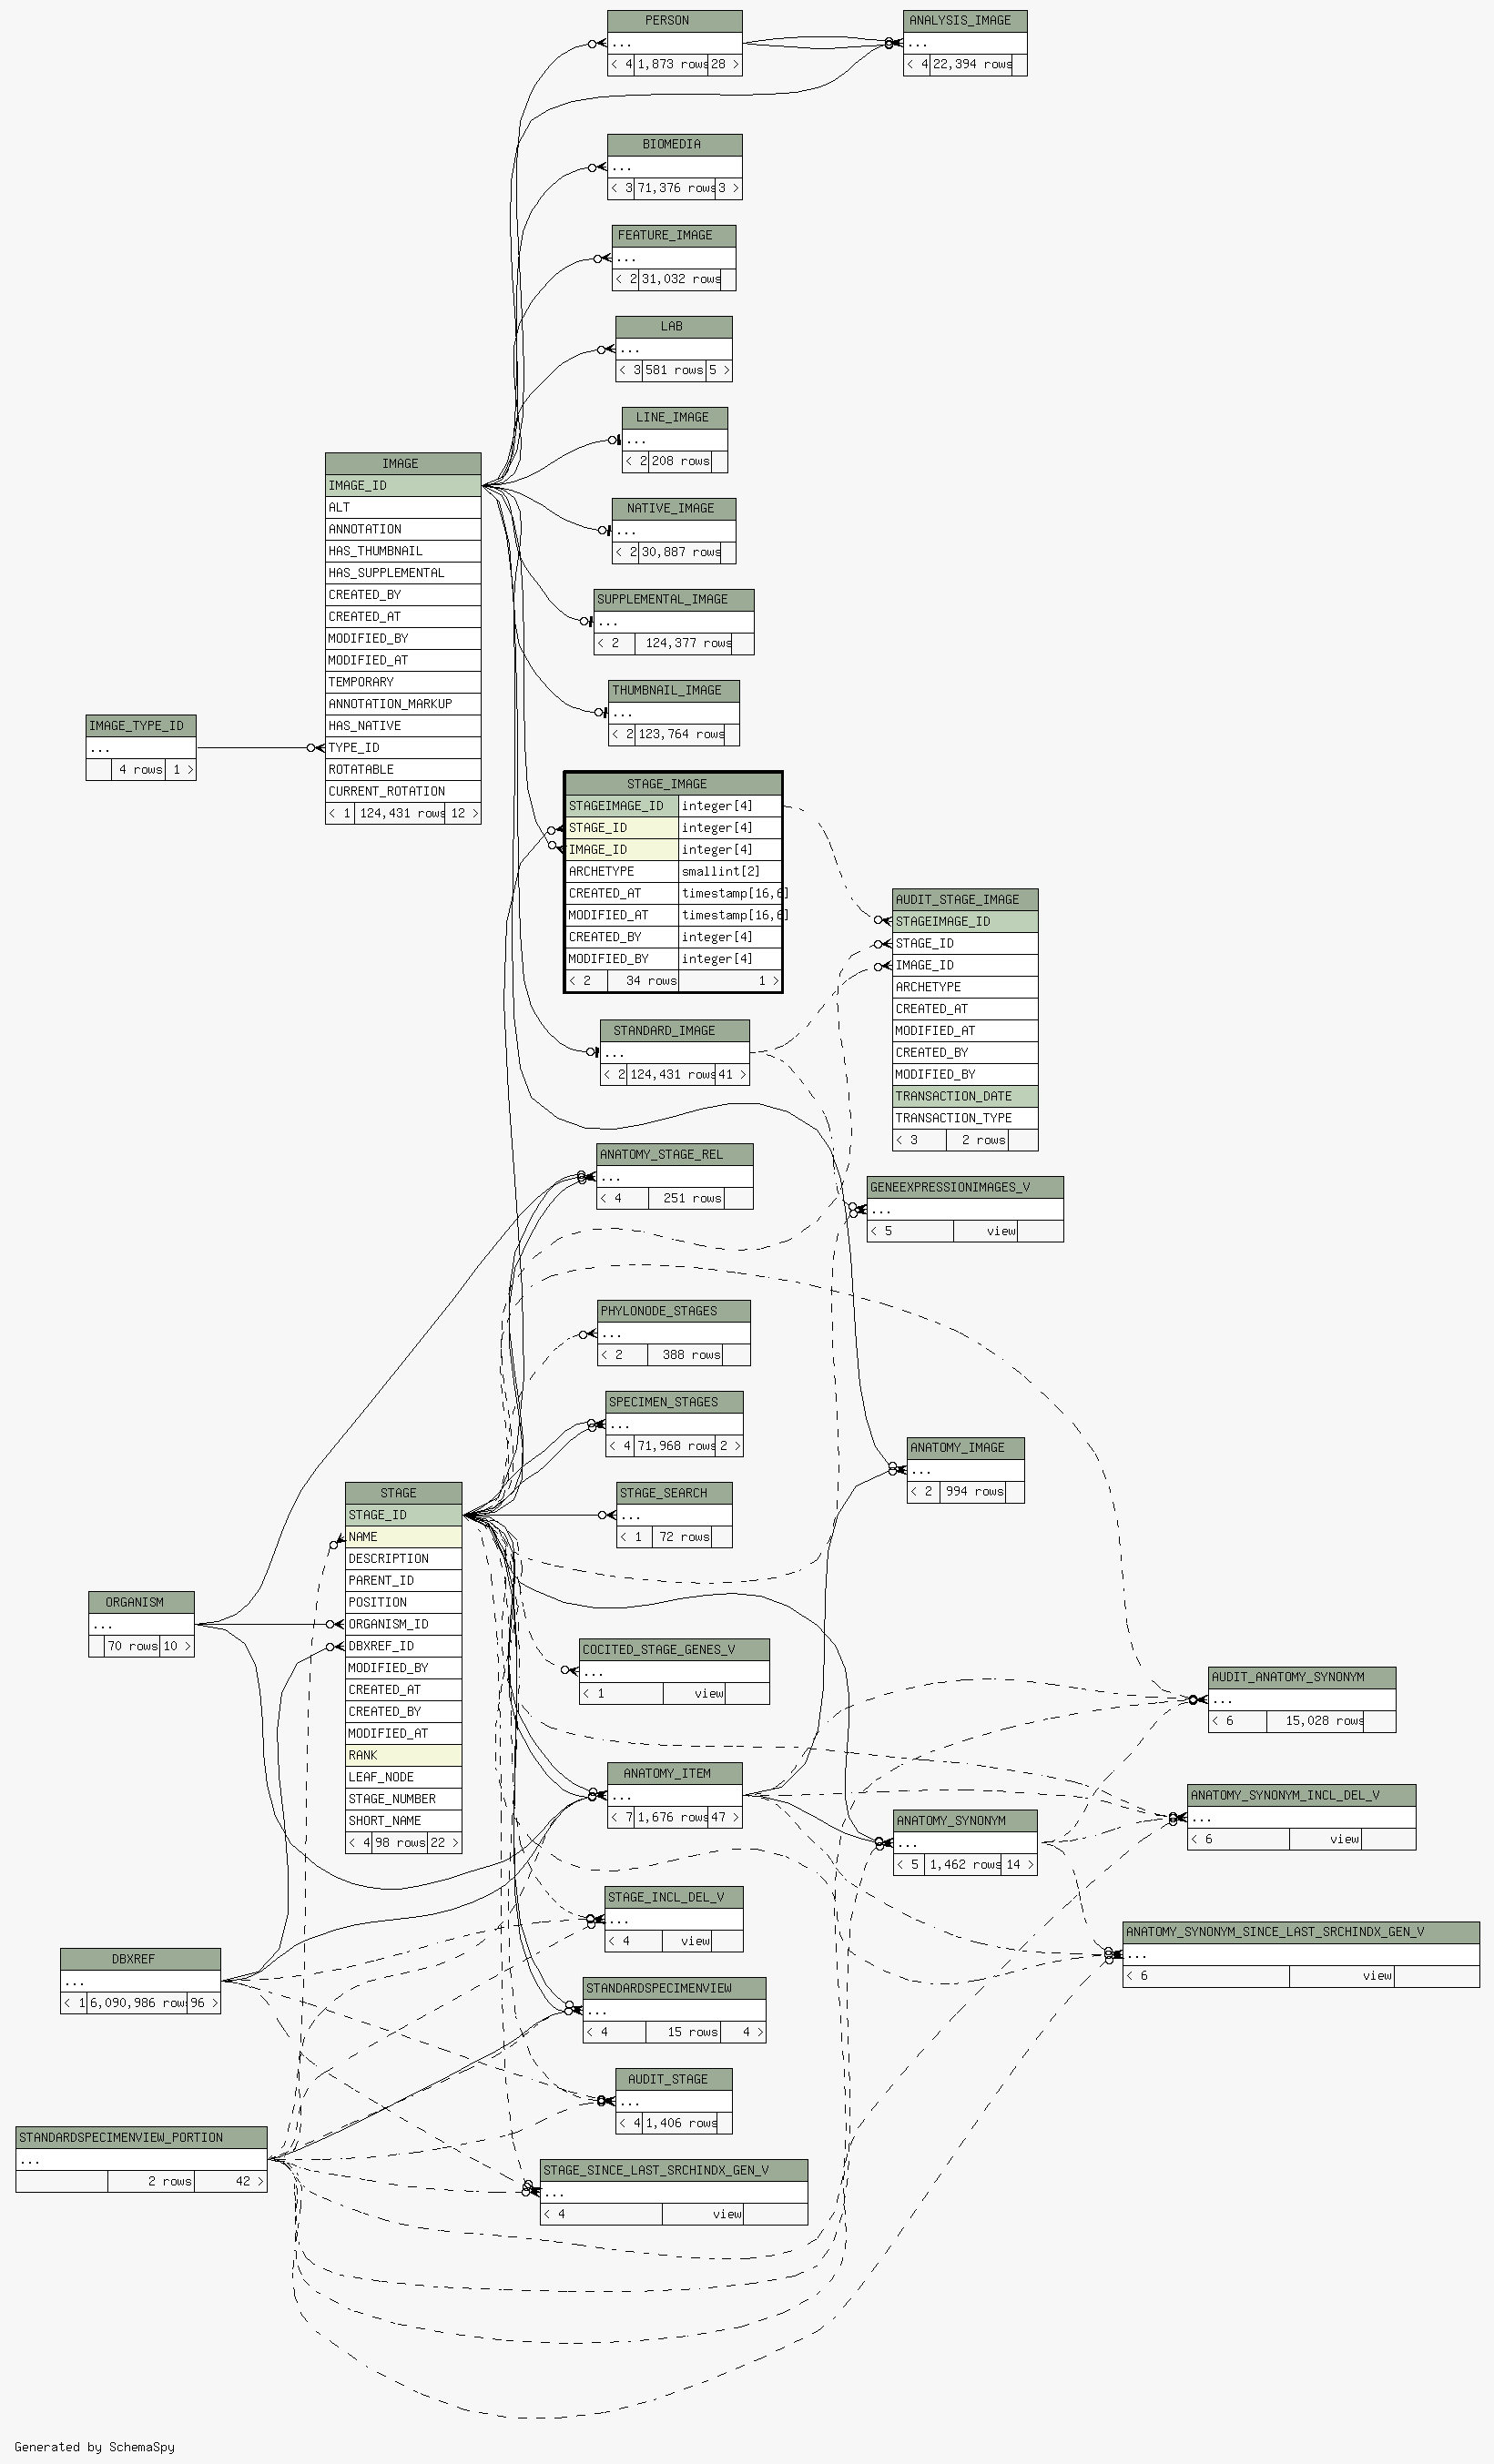 PERSON
...
< 4 1,873 rows 28 >
ANALYSIS_IMAGE
...
< 4 22,394 rows
BIOMEDIA
...
< 3 71,376 rows 3 >
FEATURE_IMAGE
...
< 2 31,032 rows
LAB
...
< 3 581 rows 5 >
LINE_IMAGE
...
< 2 208 rows
IMAGE
IMAGE_ID
ALT
ANNOTATION
HAS_THUMBNAIL
HAS_SUPPLEMENTAL
CREATED_BY
CREATED_AT
MODIFIED_BY
MODIFIED_AT
TEMPORARY
ANNOTATION_MARKUP
HAS_NATIVE
TYPE_ID
ROTATABLE
CURRENT_ROTATION
< 1 124,431 rows 12 >
NATIVE_IMAGE
...
< 2 30,887 rows
SUPPLEMENTAL_IMAGE
...
< 2 124,377 rows
THUMBNAIL_IMAGE
...
< 2 123,764 rows
IMAGE_TYPE_ID
...
4 rows 1 >
STAGE_IMAGE
STAGEIMAGE_ID integer[4]
STAGE_ID integer[4]
IMAGE_ID integer[4]
ARCHETYPE smallint[2]
CREATED_AT timestamp[16,6]
MODIFIED_AT timestamp[16,6]
CREATED_BY integer[4]
MODIFIED_BY integer[4]
< 2 34 rows 1 >
AUDIT_STAGE_IMAGE
STAGEIMAGE_ID
STAGE_ID
IMAGE_ID
ARCHETYPE
CREATED_AT
MODIFIED_AT
CREATED_BY
MODIFIED_BY
TRANSACTION_DATE
TRANSACTION_TYPE
< 3 2 rows
STANDARD_IMAGE
...
< 2 124,431 rows 41 >
ANATOMY_STAGE_REL
...
< 4 251 rows
GENEEXPRESSIONIMAGES_V
...
< 5 view
PHYLONODE_STAGES
...
< 2 388 rows
SPECIMEN_STAGES
...
< 4 71,968 rows 2 >
ANATOMY_IMAGE
...
< 2 994 rows
STAGE
STAGE_ID
NAME
DESCRIPTION
PARENT_ID
POSITION
ORGANISM_ID
DBXREF_ID
MODIFIED_BY
CREATED_AT
CREATED_BY
MODIFIED_AT
RANK
LEAF_NODE
STAGE_NUMBER
SHORT_NAME
< 4 98 rows 22 >
STAGE_SEARCH
...
< 1 72 rows
ORGANISM
...
70 rows 10 >
COCITED_STAGE_GENES_V
...
< 1 view
AUDIT_ANATOMY_SYNONYM
...
< 6 15,028 rows
ANATOMY_ITEM
...
< 7 1,676 rows 47 >
ANATOMY_SYNONYM_INCL_DEL_V
...
< 6 view
ANATOMY_SYNONYM
...
< 5 1,462 rows 14 >
STAGE_INCL_DEL_V
...
< 4 view
ANATOMY_SYNONYM_SINCE_LAST_SRCHINDX_GEN_V
...
< 6 view
DBXREF
...
< 1 6,090,986 rows 96 >
STANDARDSPECIMENVIEW
...
< 4 15 rows 4 >
AUDIT_STAGE
...
< 4 1,406 rows
STANDARDSPECIMENVIEW_PORTION
...
2 rows 42 >
STAGE_SINCE_LAST_SRCHINDX_GEN_V
...
< 4 view
Generated by SchemaSpy